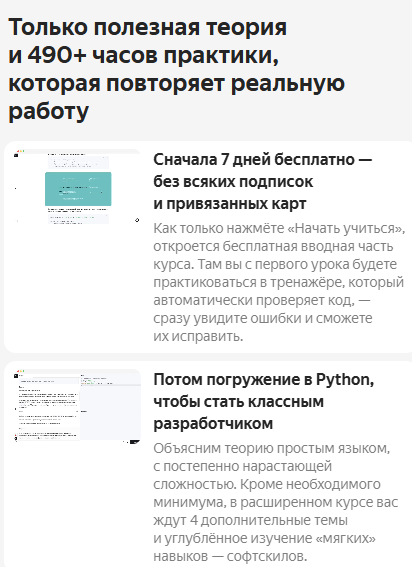 Только полезная теория
и 490+ часов практики,
которая повторяет реальную
работу
Сначала 7 дней бесплатно —
без всяких подписок
и привязанных карт
Как только нажмёте «Начать учиться»,
откроется бесплатная вводная часть
курса. Там вы с первого урока будете
практиковаться в тренажёре, который
автоматически проверяет код, —
сразу увидите ошибки и сможете
их исправить.
Потом погружение в Python,
чтобы стать классным
разработчиком
Объясним теорию простым языком,
с постепенно нарастающей
сложностью. Кроме необходимого
минимума, в расширенном курсе вас
ждут 4 дополнительные темы
и углублённое изучение «мягких»
навыков — софтскилов.